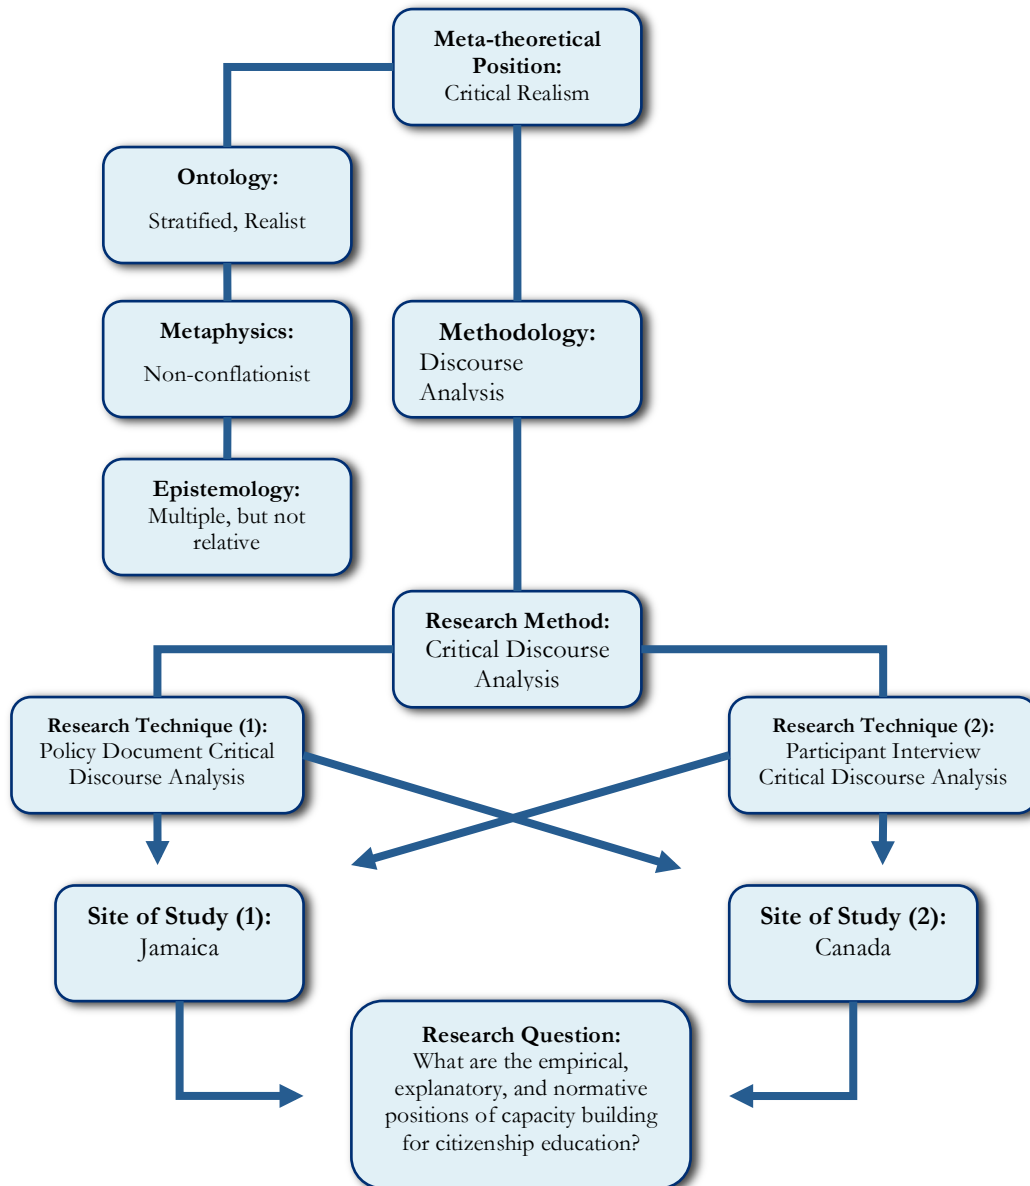 Meta-theoretical
Position:
Critical Realism
Ontology:
Stratified, Realist
Metaphysics:
Non-conflationist
Methodology:
Discourse
Analysis
Epistemology:
Multiple, but not
relative
Research Method:
Critical Discourse
Analysis
Research Technique (1):
Policy Document Critical
Discourse Analysis
Research Technique (2):
Participant Interview
Critical Discourse Analysis
Site of Study (1):
Jamaica
Site of Study (2):
Canada
Research Question:
What are the empirical,
explanatory, and normative
positions of capacity building
for citizenship education?